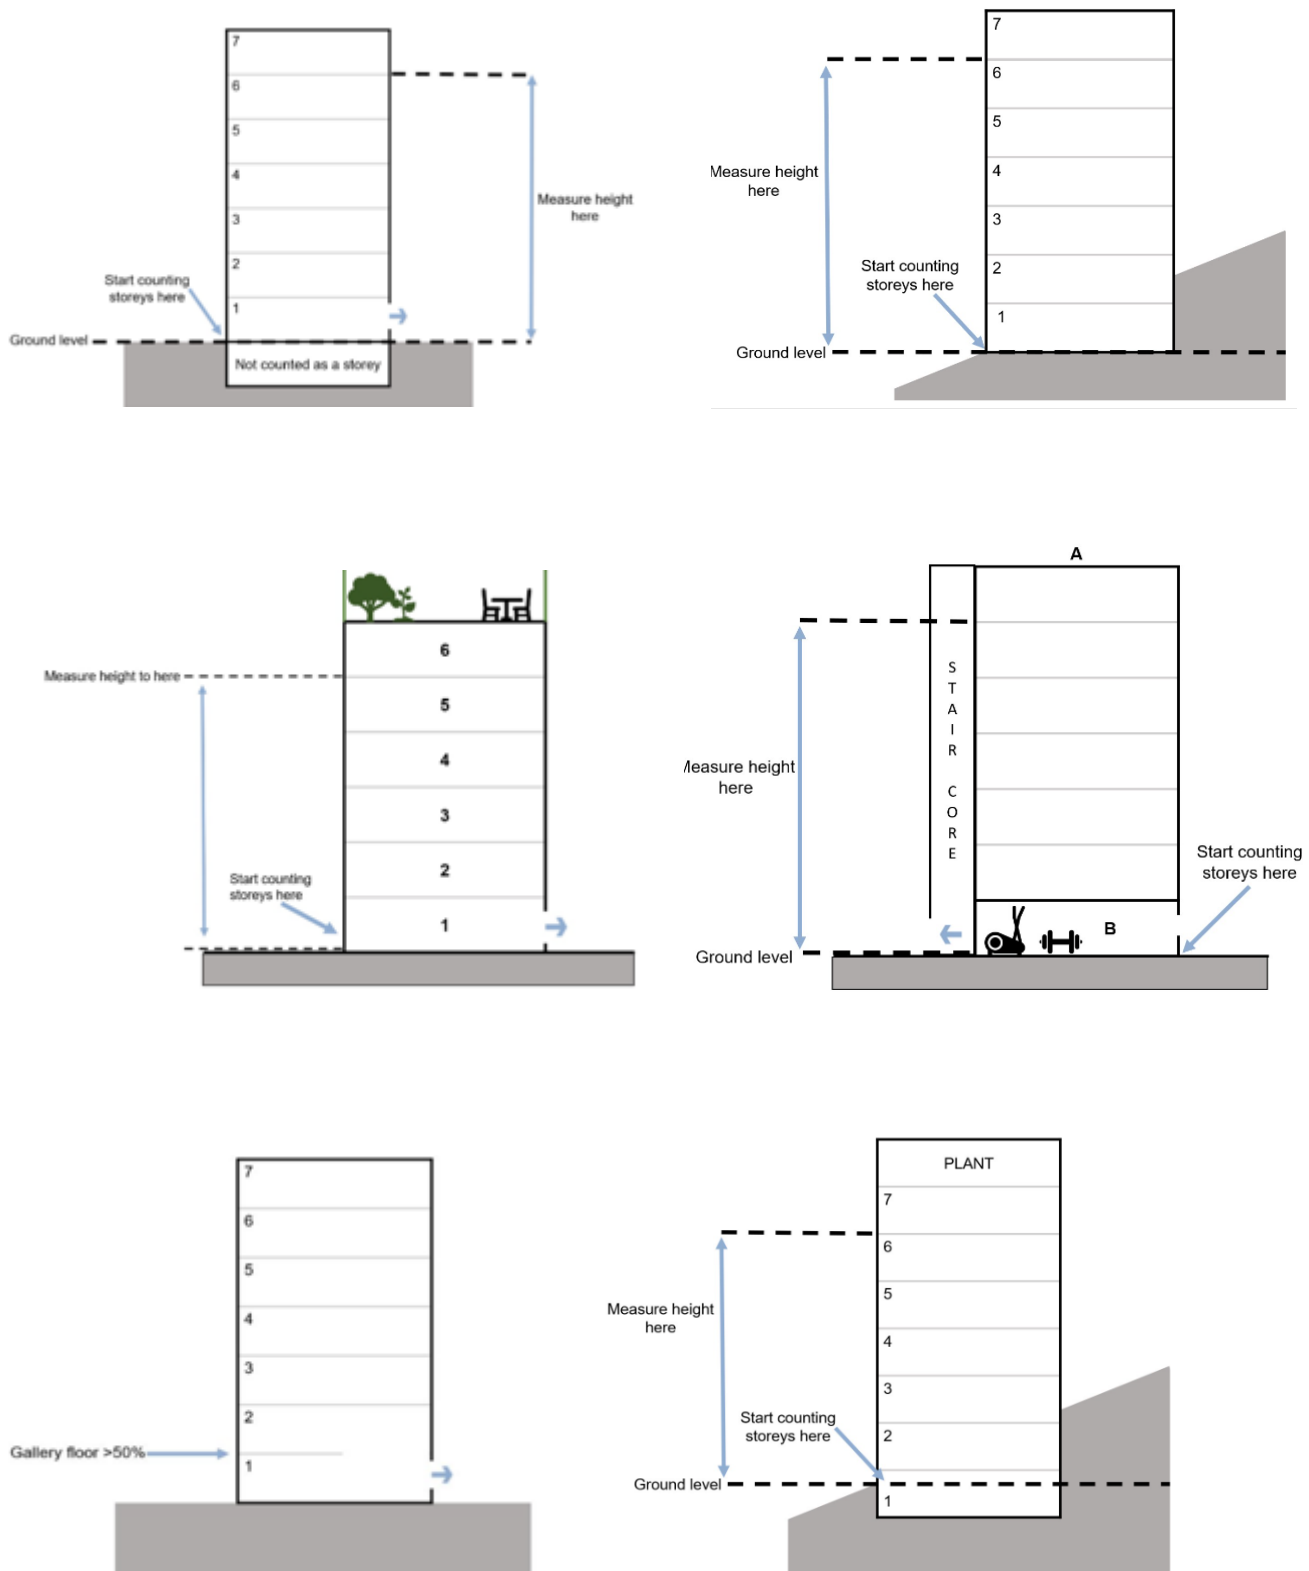 7
6
5
4
3
2
1
Measure height
here
Start counting
storeys here
Ground level
Not counted as a storey
7
6
5
4
3
2
1
Measure height
here
Start counting
storeys here
Ground level
6
5
4
3
2
1
Measure height to here
Start counting
storeys here
A
STAIR CORE
Measure height
here
Start counting
storeys here
B
Ground level
7
6
5
4
3
2
1
Gallery floor >50%
PLANT
7
6
5
4
3
2
1
Measure height
here
Start counting
storeys here
Ground level